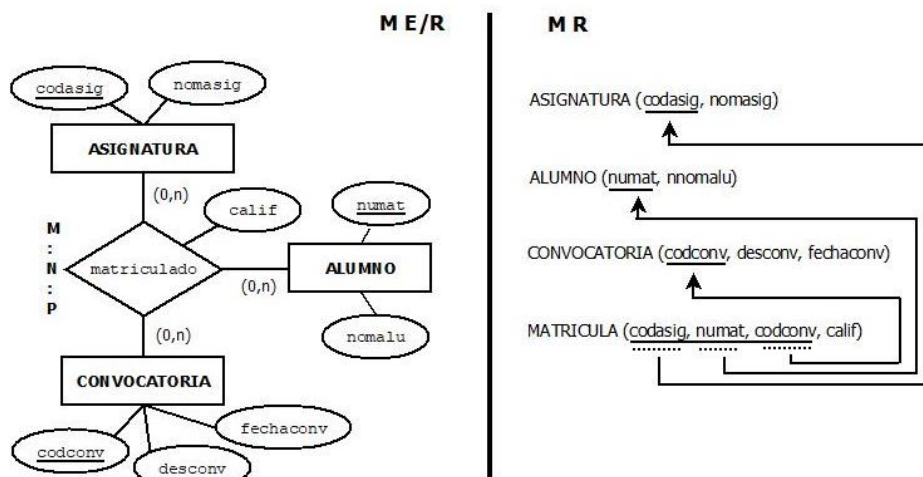 M E/R
codasig
nomasig
ASIGNATURA
(0,n)
calif
numat
M
:
N
:
P
matriculado
ALUMNO
(0,n)
(0,n)
nomalu
CONVOCATORIA
fechaconv
codconv
desconv
M R
ASIGNATURA (codasig, nomasig)
ALUMNO (numat, nnomalu)
CONVOCATORIA (codconv, desconv, fechaconv)
MATRICULA (codasig, numat, codconv, calif)